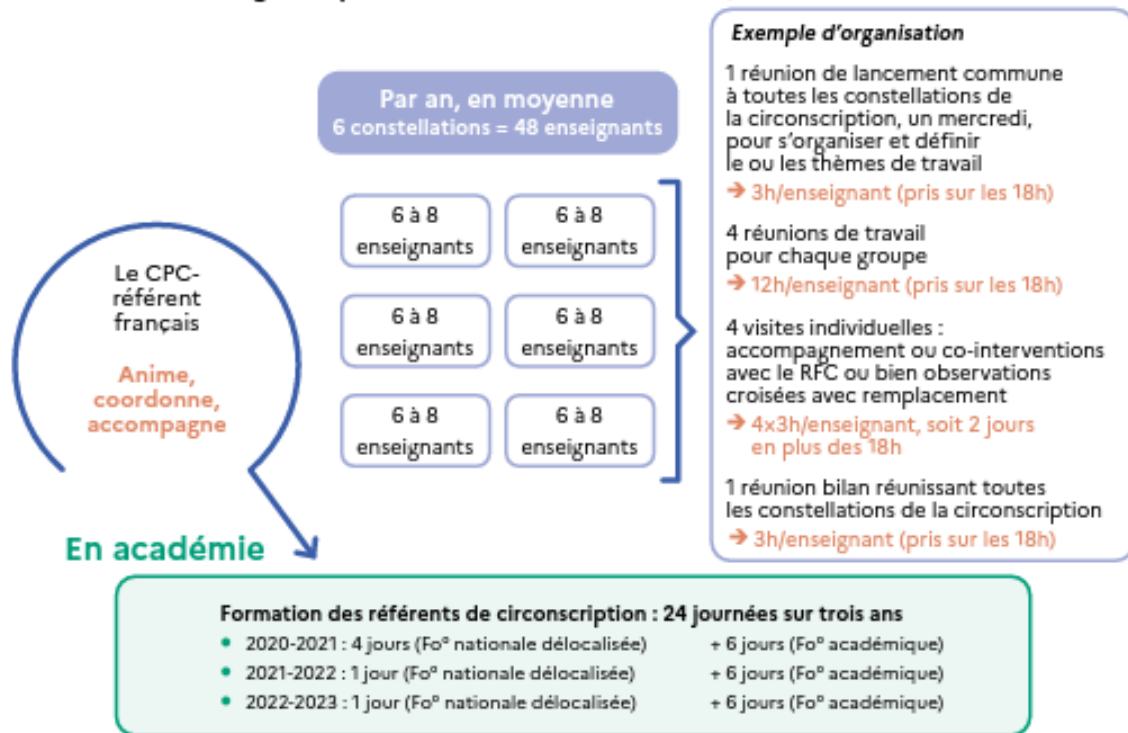 Exemple d'organisation
1 réunion de lancement commune
à toutes les constellations de
la circonscription, un mercredi,
pour s'organiser et définir
le ou les thèmes de travail
➔ 3h/enseignant (pris sur les 18h)
4 réunions de travail
pour chaque groupe
➔ 12h/enseignant (pris sur les 18h)
4 visites individuelles :
accompagnement ou co-interventions
avec le RFC ou bien observations
croisées avec remplacement
➔ 4x3h/enseignant, soit 2 jours
en plus des 18h
1 réunion bilan réunissant toutes
les constellations de la circonscription
➔ 3h/enseignant (pris sur les 18h)
Par an, en moyenne
6 constellations = 48 enseignants
6 à 8
enseignants
6 à 8
enseignants
6 à 8
enseignants
6 à 8
enseignants
6 à 8
enseignants
6 à 8
enseignants
Le CPC-
référent
français
Anime,
coordonne,
accompagne
En académie
Formation des référents de circonscription : 24 journées sur trois ans
• 2020-2021 : 4 jours (Fo° nationale délocalisée) + 6 jours (Fo° académique)
• 2021-2022 : 1 jour (Fo° nationale délocalisée) + 6 jours (Fo° académique)
• 2022-2023 : 1 jour (Fo° nationale délocalisée) + 6 jours (Fo° académique)